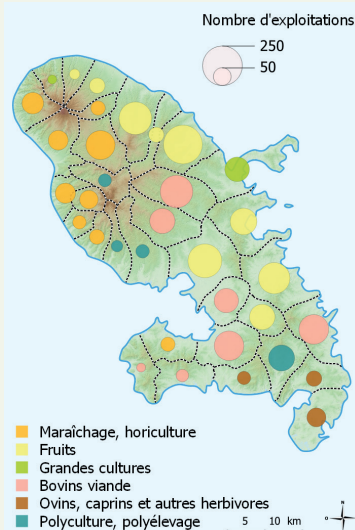 Nombre d'exploitations
250
50
Maraîchage, horiculture
Fruits
Grandes cultures
Bovins viande
Ovins, caprins et autres herbivores
Polyculture, polyélevage
0 5 10 km